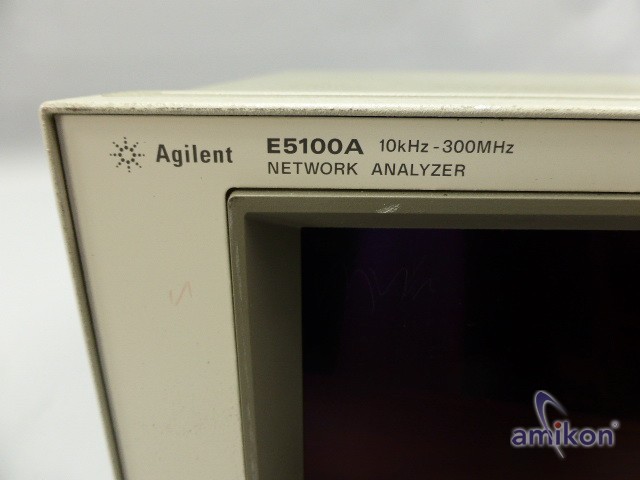 Agilent E5100A 10kHz - 300MHz
NETWORK ANALYZER
amikon®